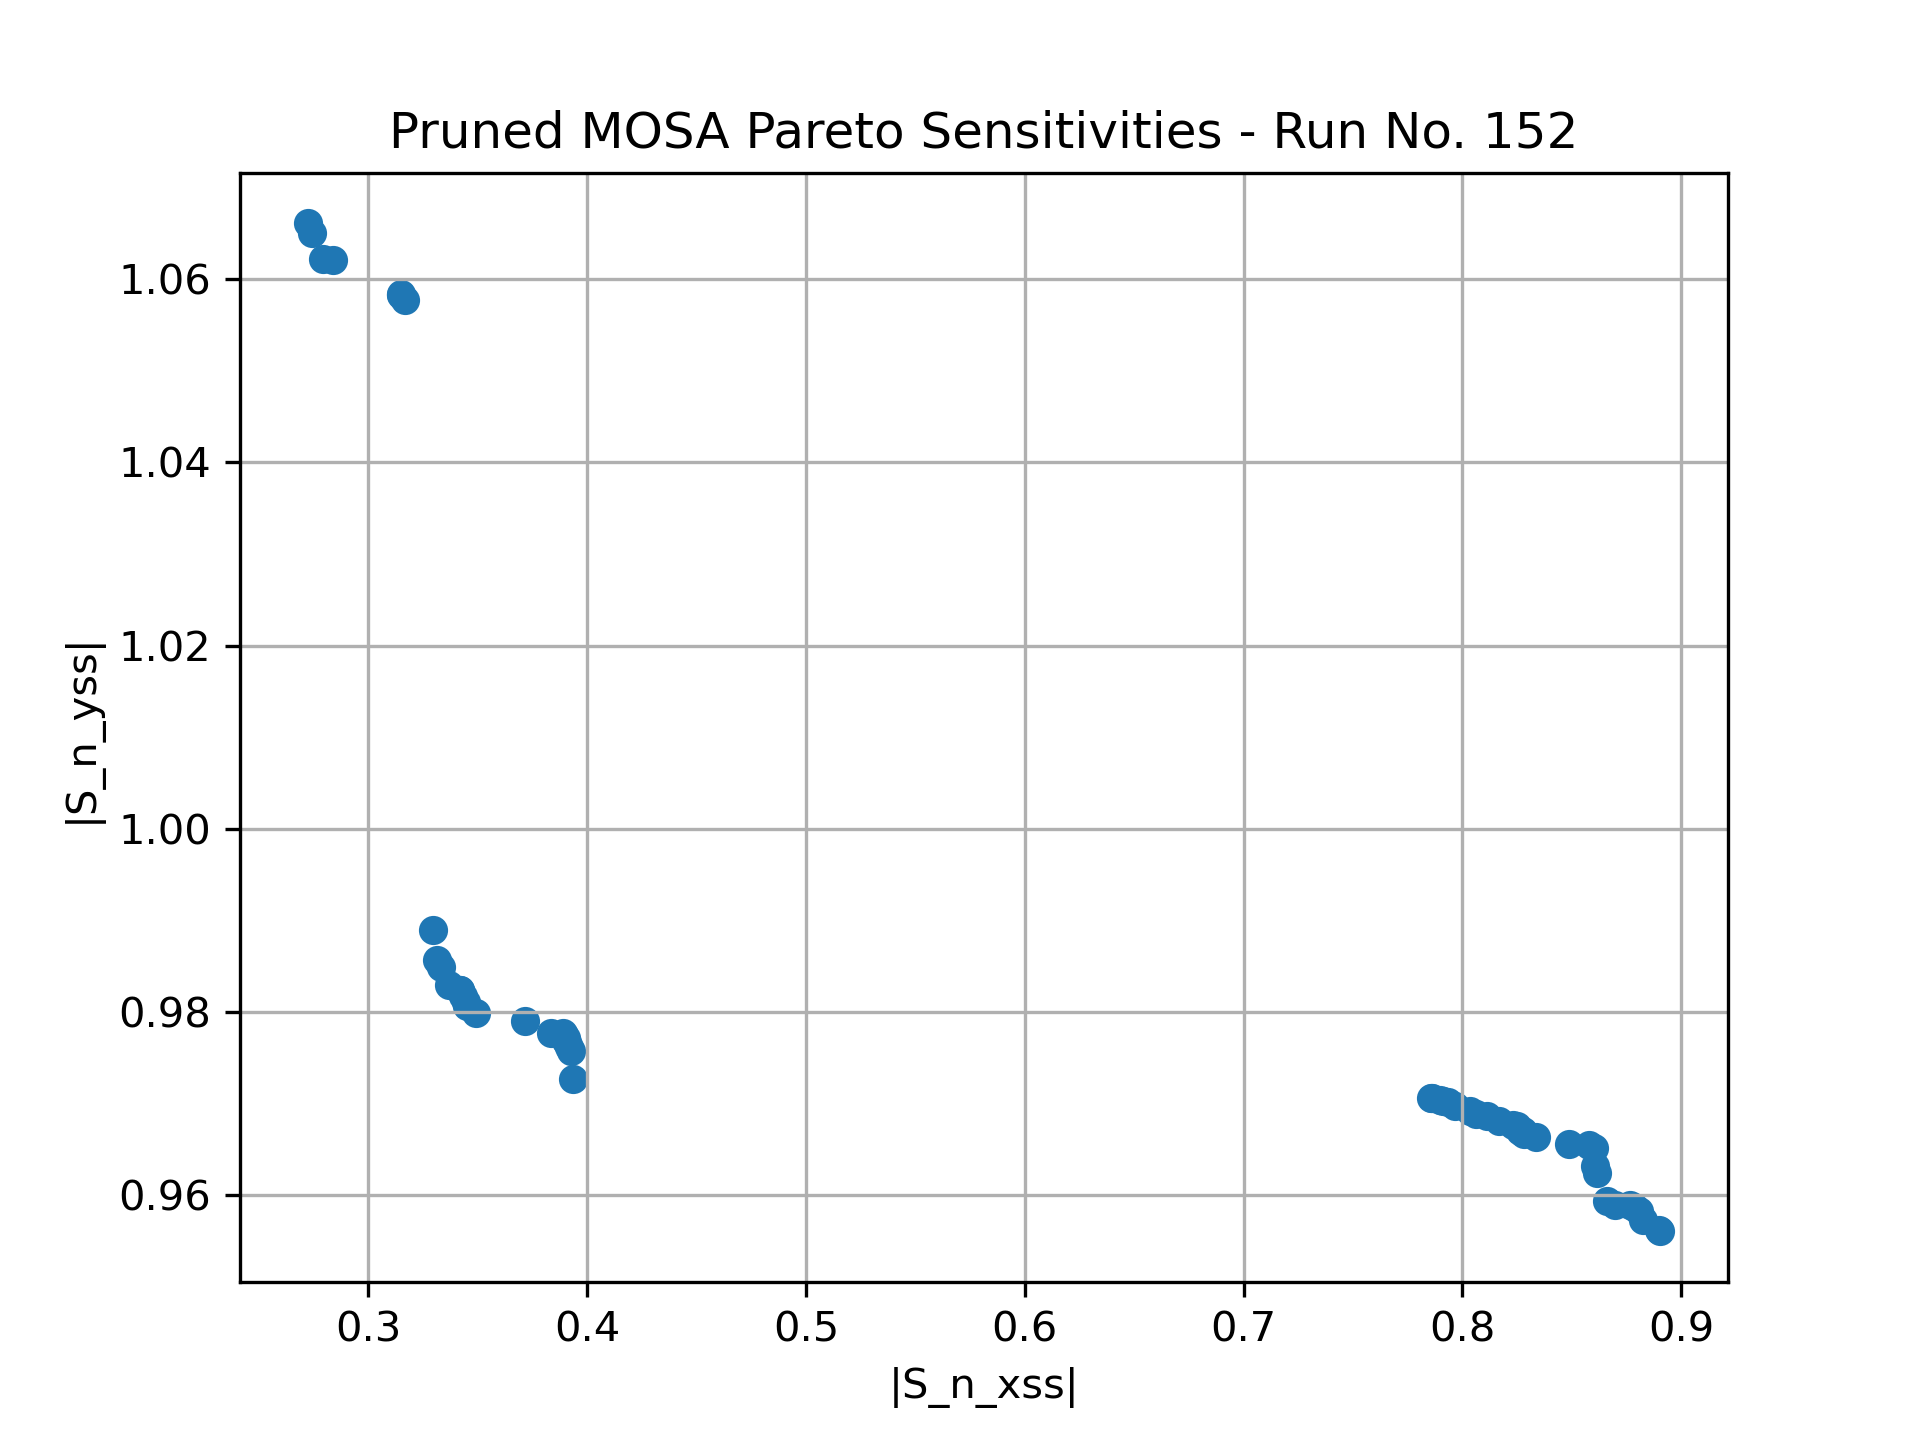 Pruned MOSA Pareto Sensitivities - Run No. 152
|S_n_yss|
1.06
1.04
1.02
1.00
0.98
0.96
0.3 0.4 0.5 0.6 0.7 0.8 0.9
|S_n_xss|